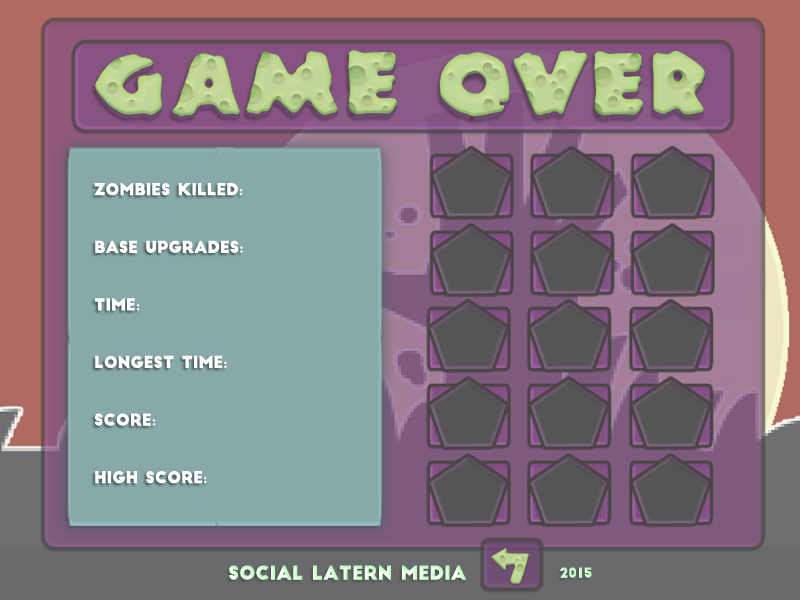 GAME OVER
ZOMBIES KILLED:
BASE UPGRADES:
TIME:
LONGEST TIME:
SCORE:
HIGH SCORE:
SOCIAL LATERN MEDIA 2015